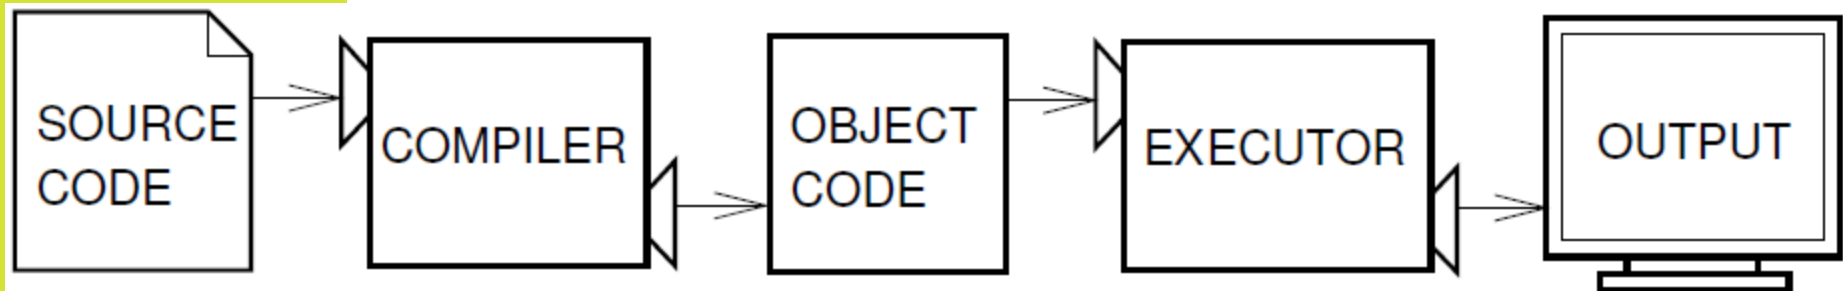 SOURCE
CODE
COMPILER
OBJECT
CODE
EXECUTOR
OUTPUT